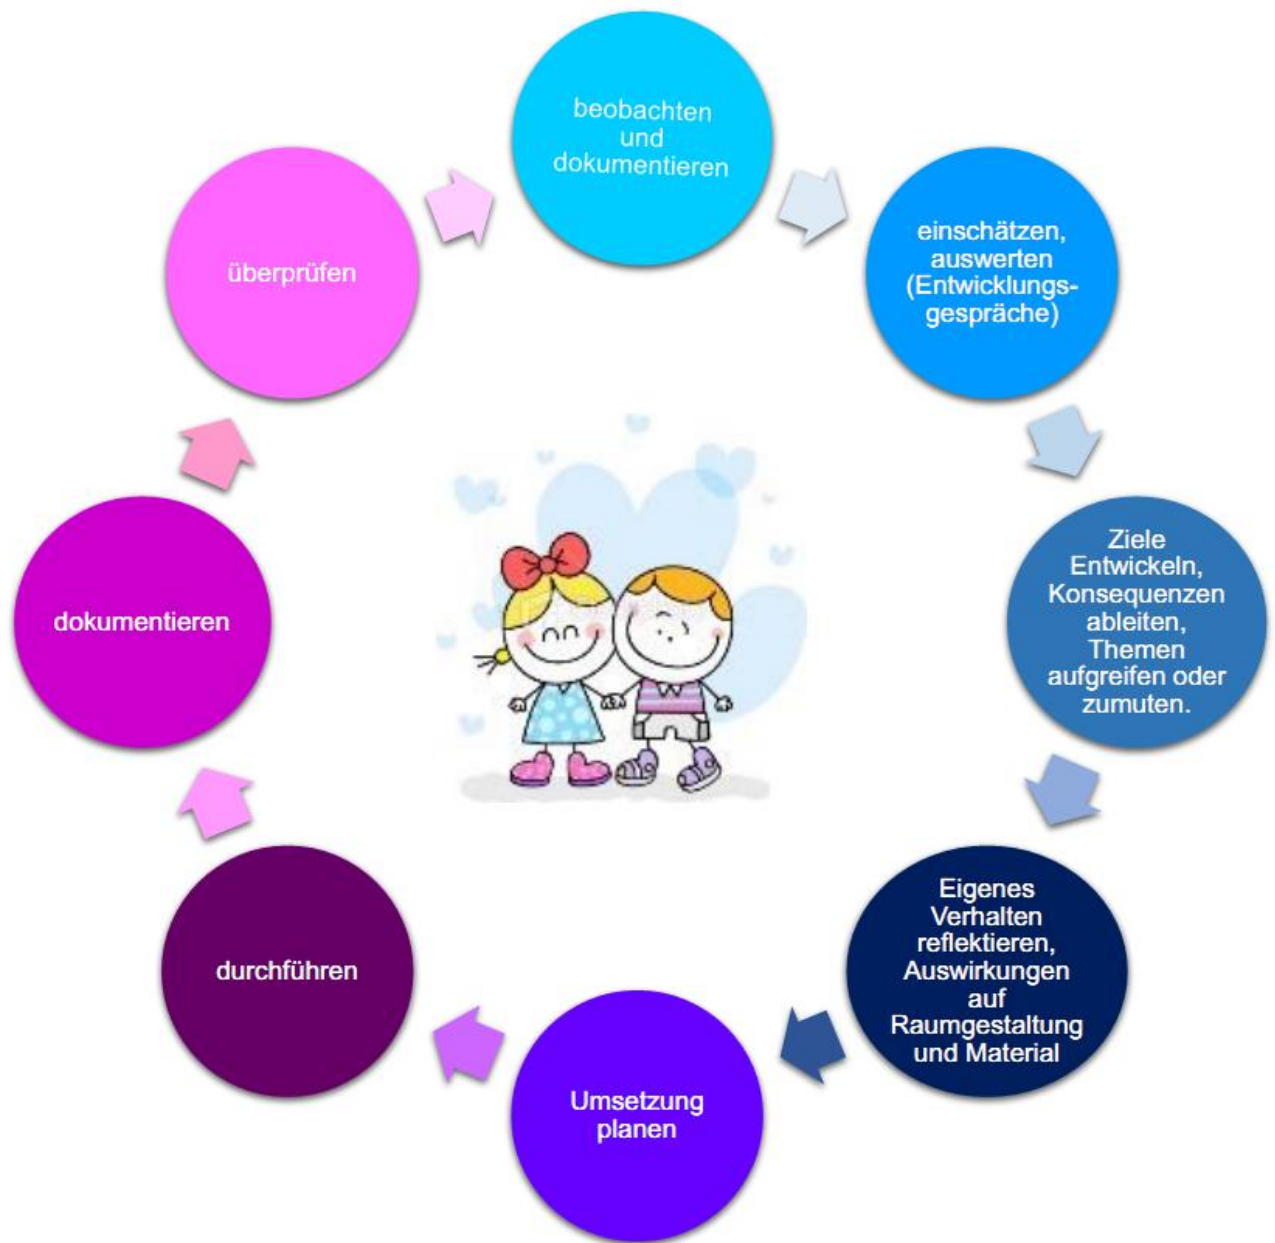 beobachten
und
dokumentieren
einschätzen,
auswerten
(Entwicklungs-
gespräche)
Ziele
Entwickeln,
Konsequenzen
ableiten,
Themen
aufgreifen oder
zumuten.
Eigenes
Verhalten
reflektieren,
Auswirkungen
auf
Raumgestaltung
und Material
Umsetzung
planen
durchführen
dokumentieren
überprüfen